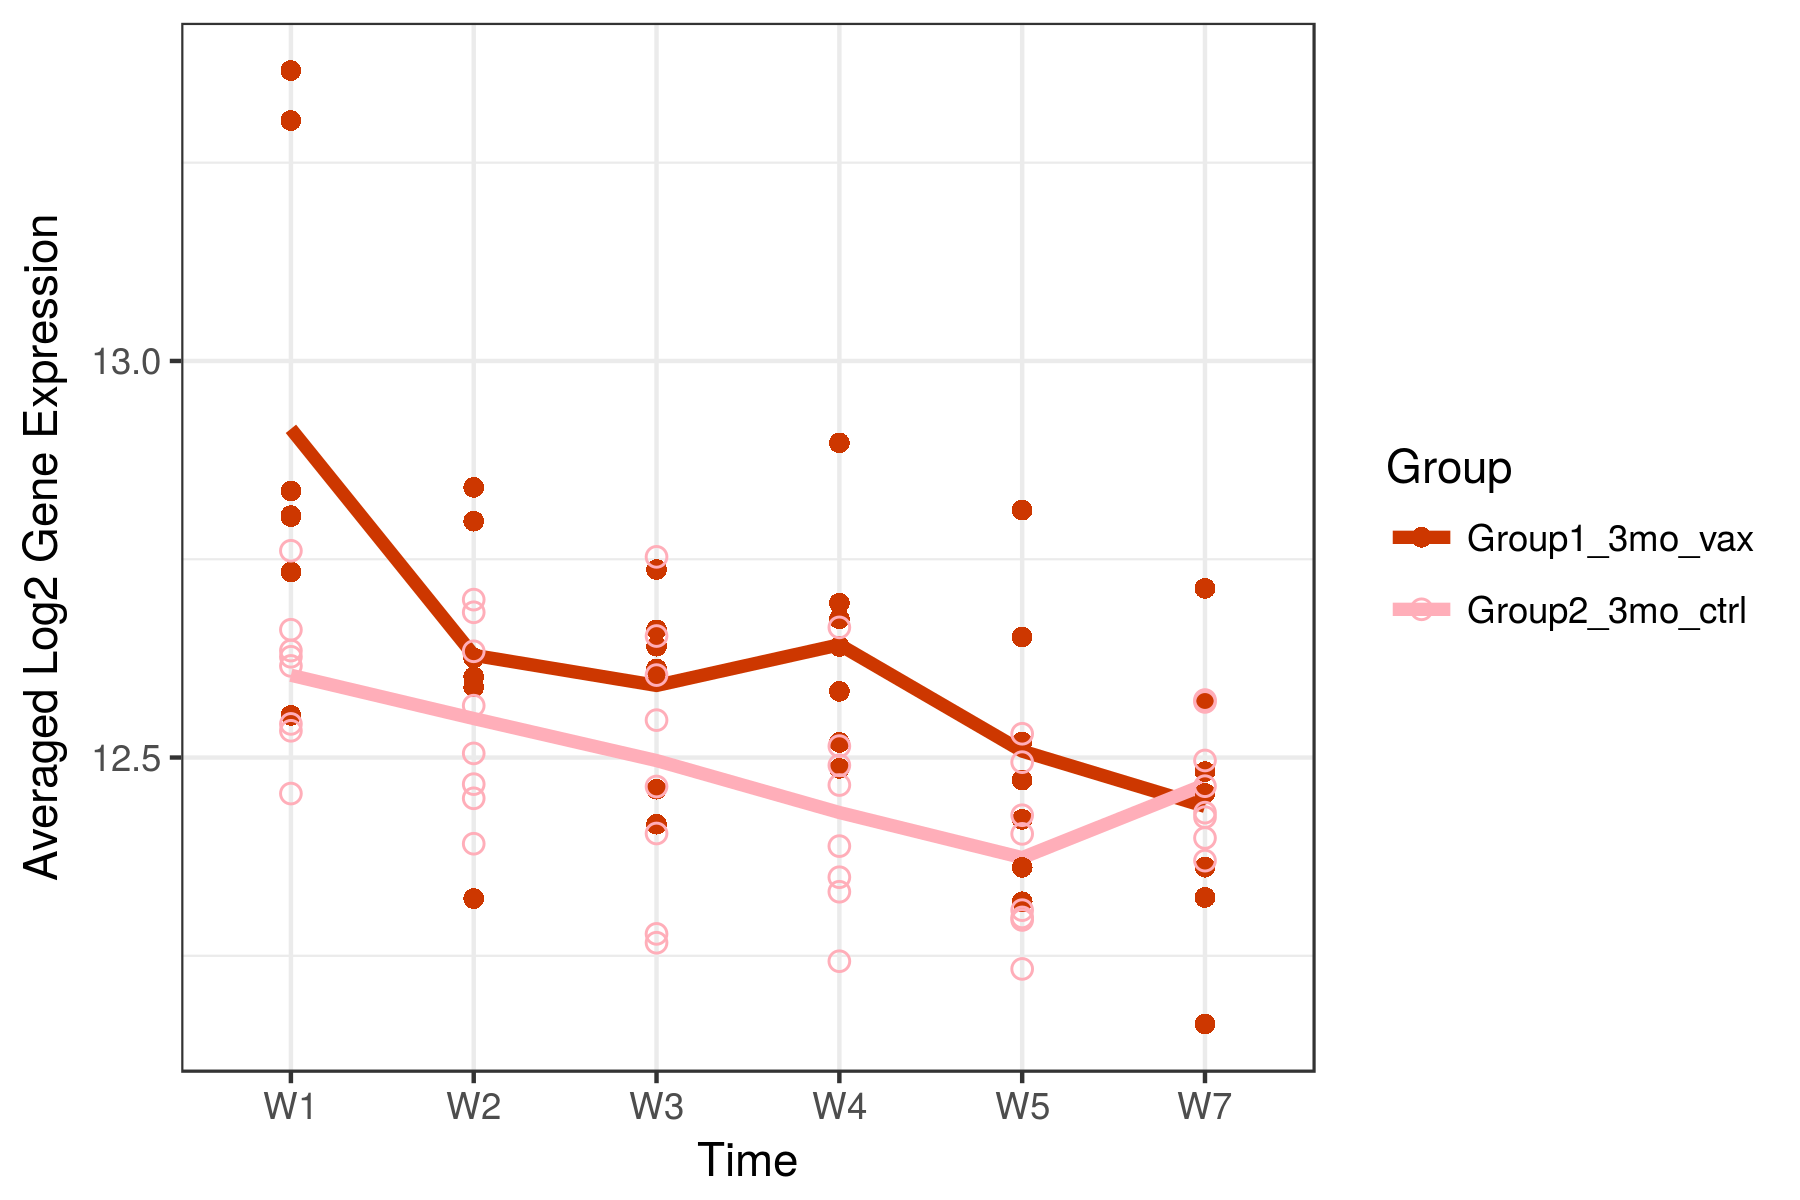 Averaged Log2 Gene Expression
13.0
12.5
W1 W2 W3 W4 W5 W7
Time
Group
Group1_3mo_vax
Group2_3mo_ctrl